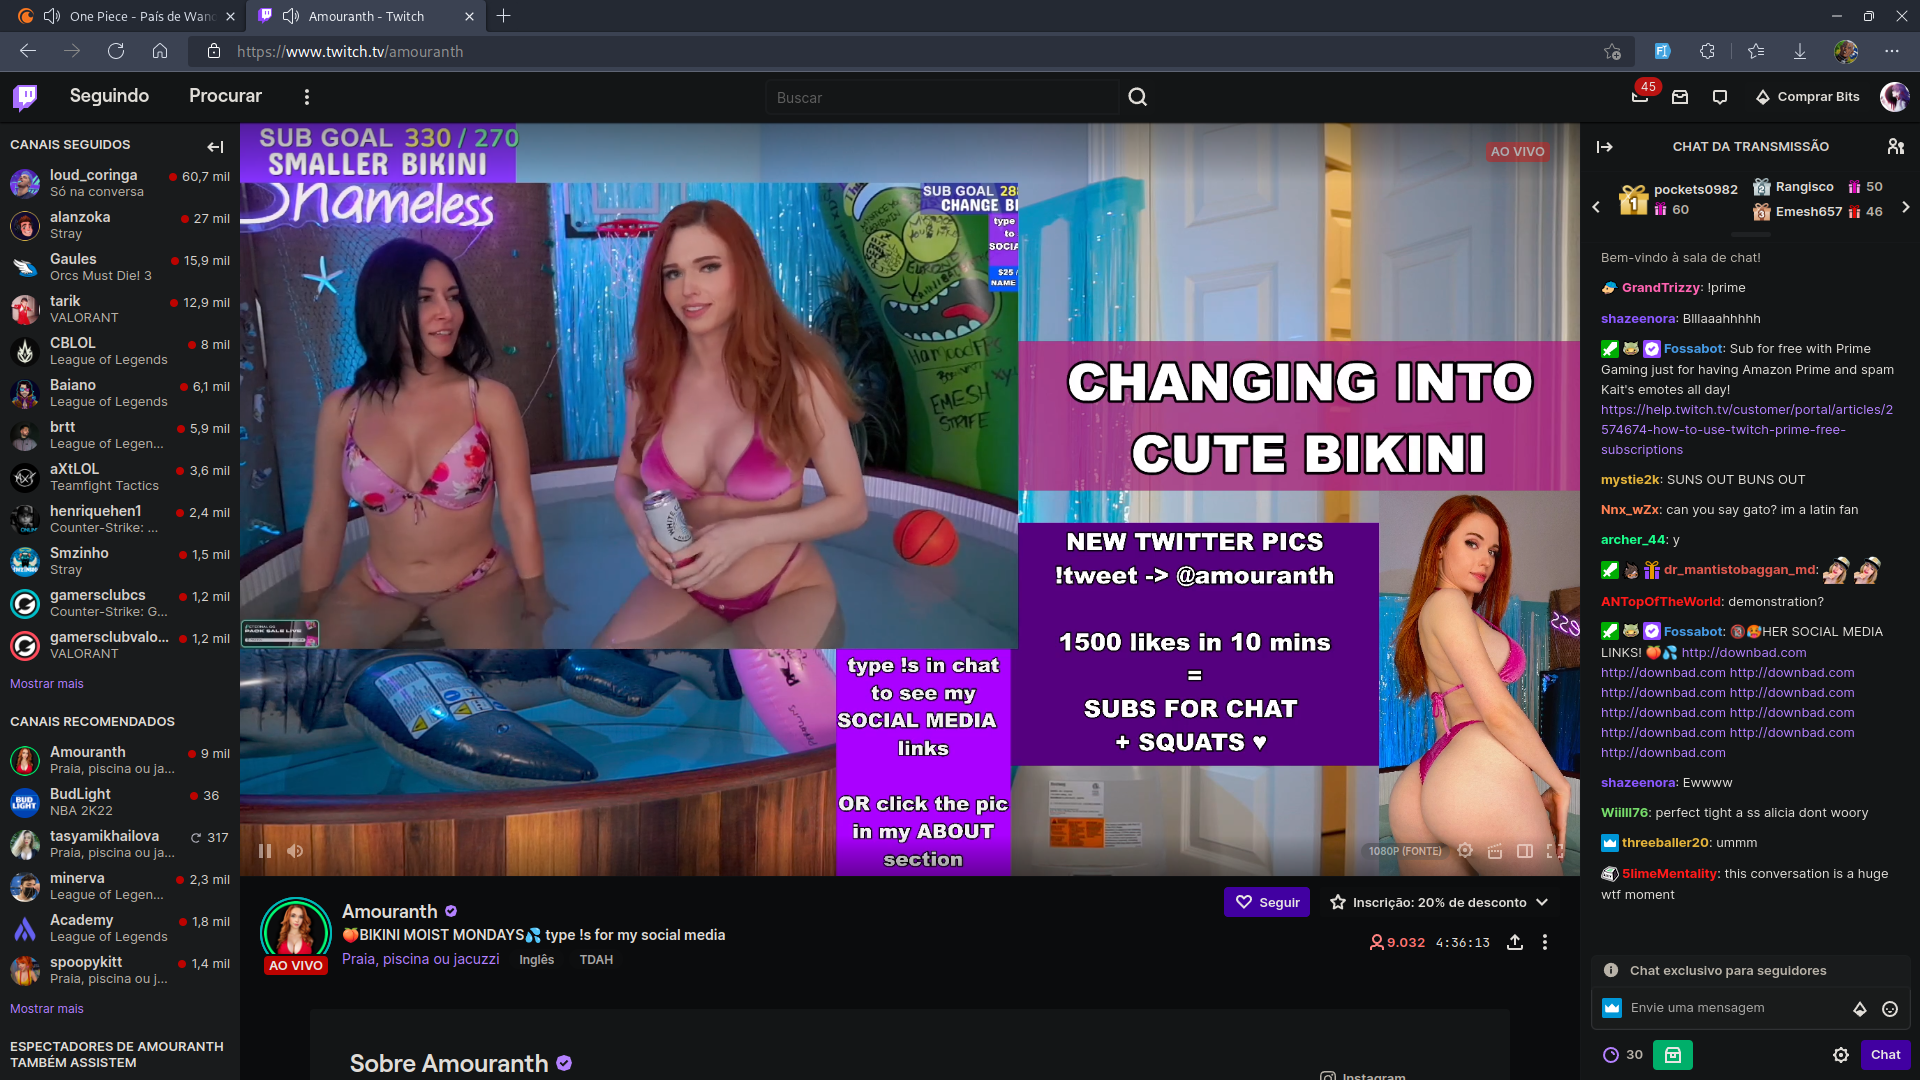 One Piece - País de Wan
Amouranth - Twitch
https://www.twitch.tv/amouranth
Seguindo
Procurar
Buscar
45
Comprar Bits
CANAIS SEGUIDOS
loud_coringa
60,7 mil
Só na conversa
alanzoka
27 mil
Stray
Gaules
15,9 mil
Orcs Must Die! 3
tarik
12,9 mil
VALORANT
CBLOL
8 mil
League of Legends
Baiano
6,1 mil
League of Legends
brtt
5,9 mil
League of Legen...
aXtLOL
3,6 mil
Teamfight Tactics
henriquehen1
2,4 mil
Counter-Strike: ...
Smzinho
1,5 mil
Stray
gamersclubcs
1,2 mil
Counter-Strike: G...
gamersclubvalo...
1,2 mil
VALORANT
Mostrar mais
CANAIS RECOMENDADOS
Amouranth
9 mil
Praia, piscina ou ja...
BudLight
36
NBA 2K22
tasyamikhailova
317
Praia, piscina ou ja...
minerva
2,3 mil
League of Legen...
Academy
1,8 mil
League of Legends
spoopykitt
1,4 mil
Praia, piscina ou j...
Mostrar mais
ESPECTADORES DE AMOURANTH
TAMBÉM ASSISTEM
SUB GOAL 330 / 270
SMALLER BIKINI
Shameless
SUB GOAL 28
CHANGE B
type
to
SOCIA
$25 /
NAME
EMESH
STRIFE
WHITE C
AO VIVO
CHANGING INTO
CUTE BIKINI
NEW TWITTER PICS
!tweet -> @amouranth
1500 likes in 10 mins
=
SUBS FOR CHAT
+ SQUATS ♥
type !s in chat
to see my
SOCIAL MEDIA
links
OR click the pic
in my ABOUT
section
1080P (FONTE)
Amouranth
🍑BIKINI MOIST MONDAYS💦 type !s for my social media
Praia, piscina ou jacuzzi
Inglês
TDAH
AO VIVO
Seguir
Inscrição: 20% de desconto
9.032
4:36:13
Sobre Amouranth
Instagram
CHAT DA TRANSMISSÃO
1
pockets0982
60
2
Rangisco
50
3
Emesh657
46
Bem-vindo à sala de chat!
GrandTrizzy: !prime
shazeenora: Blllaaahhhhh
Fossabot: Sub for free with Prime
Gaming just for having Amazon Prime and spam
Kait's emotes all day!
https://help.twitch.tv/customer/portal/articles/2
574674-how-to-use-twitch-prime-free-
subscriptions
mystie2k: SUNS OUT BUNS OUT
Nnx_wZx: can you say gato? im a latin fan
archer_44: y
dr_mantistobaggan_md:
ANTopOfTheWorld: demonstration?
Fossabot: 🔞🥵HER SOCIAL MEDIA
LINKS! 🍑💦 http://downbad.com
http://downbad.com http://downbad.com
http://downbad.com http://downbad.com
http://downbad.com http://downbad.com
http://downbad.com http://downbad.com
http://downbad.com
shazeenora: Ewwww
Wiilll76: perfect tight a ss alicia dont woory
threeballer20: ummm
5limeMentality: this conversation is a huge
wtf moment
Chat exclusivo para seguidores
Envie uma mensagem
30
Chat